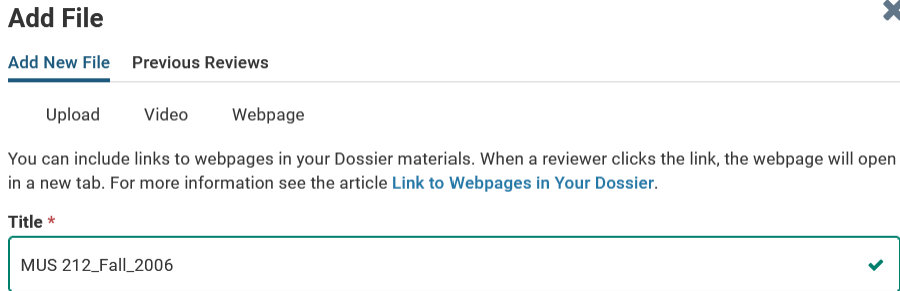 Add File
Add New File Previous Reviews
Upload Video Webpage
You can include links to webpages in your Dossier materials. When a reviewer clicks the link, the webpage will open
in a new tab. For more information see the article Link to Webpages in Your Dossier.
Title *
MUS 212_Fall_2006